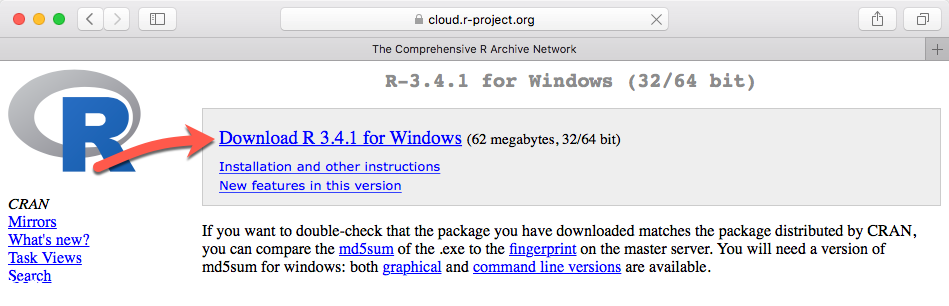 cloud.r-project.org
The Comprehensive R Archive Network
R-3.4.1 for Windows (32/64 bit)
R
Download R 3.4.1 for Windows (62 megabytes, 32/64 bit)
Installation and other instructions
New features in this version
CRAN
Mirrors
What's new?
Task Views
Search
If you want to double-check that the package you have downloaded matches the package distributed by CRAN,
you can compare the md5sum of the .exe to the fingerprint on the master server. You will need a version of
md5sum for windows: both graphical and command line versions are available.